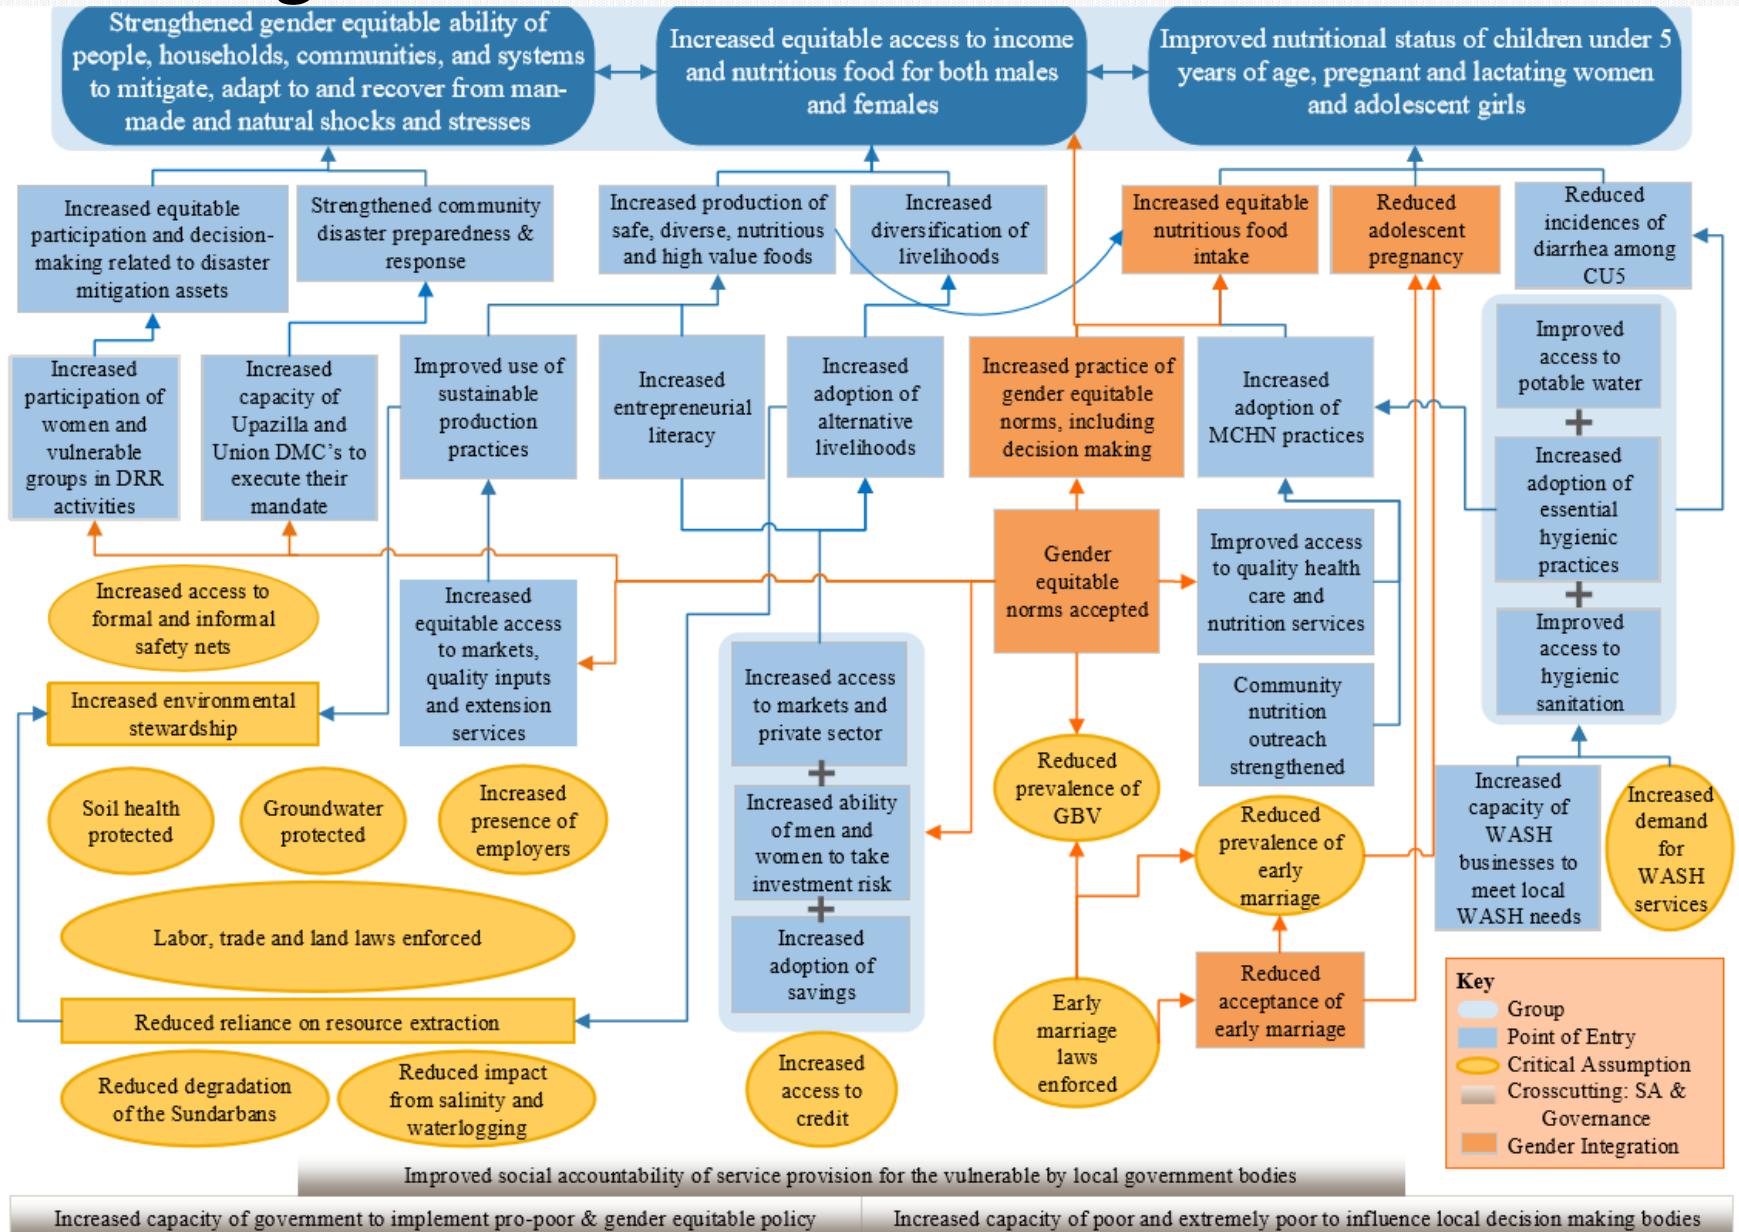 Strengthened gender equitable ability of
people, households, communities, and systems
to mitigate, adapt to and recover from man-
made and natural shocks and stresses
Increased equitable access to income
and nutritious food for both males
and females
Improved nutritional status of children under 5
years of age, pregnant and lactating women
and adolescent girls
Increased equitable
participation and decision-
making related to disaster
mitigation assets
Strengthened community
disaster preparedness &
response
Increased production of
safe, diverse, nutritious
and high value foods
Increased
diversification of
livelihoods
Increased equitable
nutritious food
intake
Reduced
adolescent
pregnancy
Reduced
incidences of
diarrhea among
CU5
Increased
participation of
women and
vulnerable
groups in DRR
activities
Increased
capacity of
Upazilla and
Union DMC's to
execute their
mandate
Improved use of
sustainable
production
practices
Increased
entrepreneurial
literacy
Increased
adoption of
alternative
livelihoods
Increased practice of
gender equitable
norms, including
decision making
Increased
adoption of
MCHN practices
Improved
access to
potable water
+
Increased
adoption of
essential
hygienic
practices
+
Improved
access to
hygienic
sanitation
Increased access to
formal and informal
safety nets
Increased
equitable access
to markets,
quality inputs
and extension
services
Gender
equitable
norms accepted
Improved access
to quality health
care and
nutrition services
Community
nutrition
outreach
strengthened
Increased environmental
stewardship
Increased access
to markets and
private sector
+
Increased ability
of men and
women to take
investment risk
+
Increased
adoption of
savings
Soil health
protected
Groundwater
protected
Increased
presence of
employers
Reduced
prevalence of
GBV
Reduced
prevalence of
early
marriage
Increased
capacity of
WASH
businesses to
meet local
WASH needs
Increased
demand
for
WASH
services
Labor, trade and land laws enforced
Reduced reliance on resource extraction
Early
marriage
laws
enforced
Reduced
acceptance of
early marriage
Reduced degradation
of the Sundarbans
Reduced impact
from salinity and
waterlogging
Increased
access to
credit
Key
Group
Point of Entry
Critical Assumption
Crosscutting: SA &
Governance
Gender Integration
Improved social accountability of service provision for the vulnerable by local government bodies
Increased capacity of government to implement pro-poor & gender equitable policy
Increased capacity of poor and extremely poor to influence local decision making bodies